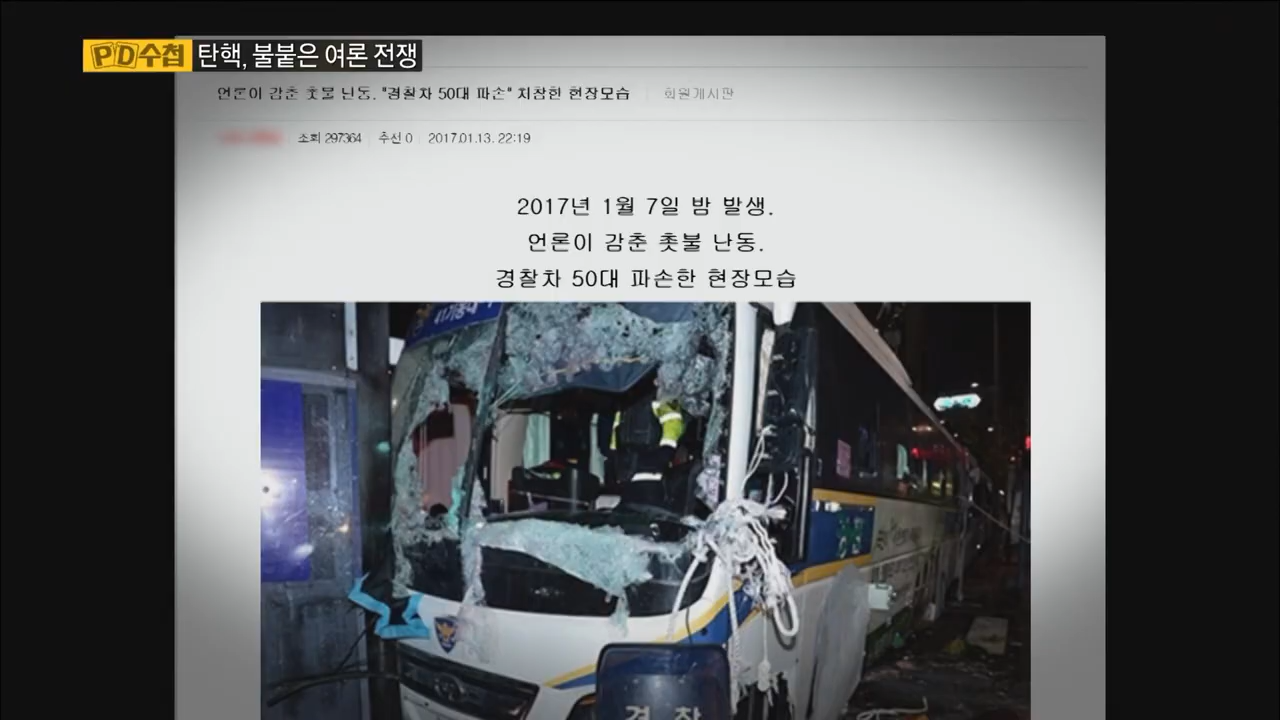 PD수첩 탄핵, 불붙은 여론 전쟁
언론이 감춘 촛불 난동. "경찰차 50대 파손" 처참한 현장모습 회원게시판
조회 297364 추천 0 2017.01.13. 22:19
2017년 1월 7일 밤 발생.
언론이 감춘 촛불 난동.
경찰차 50대 파손한 현장모습
경찰